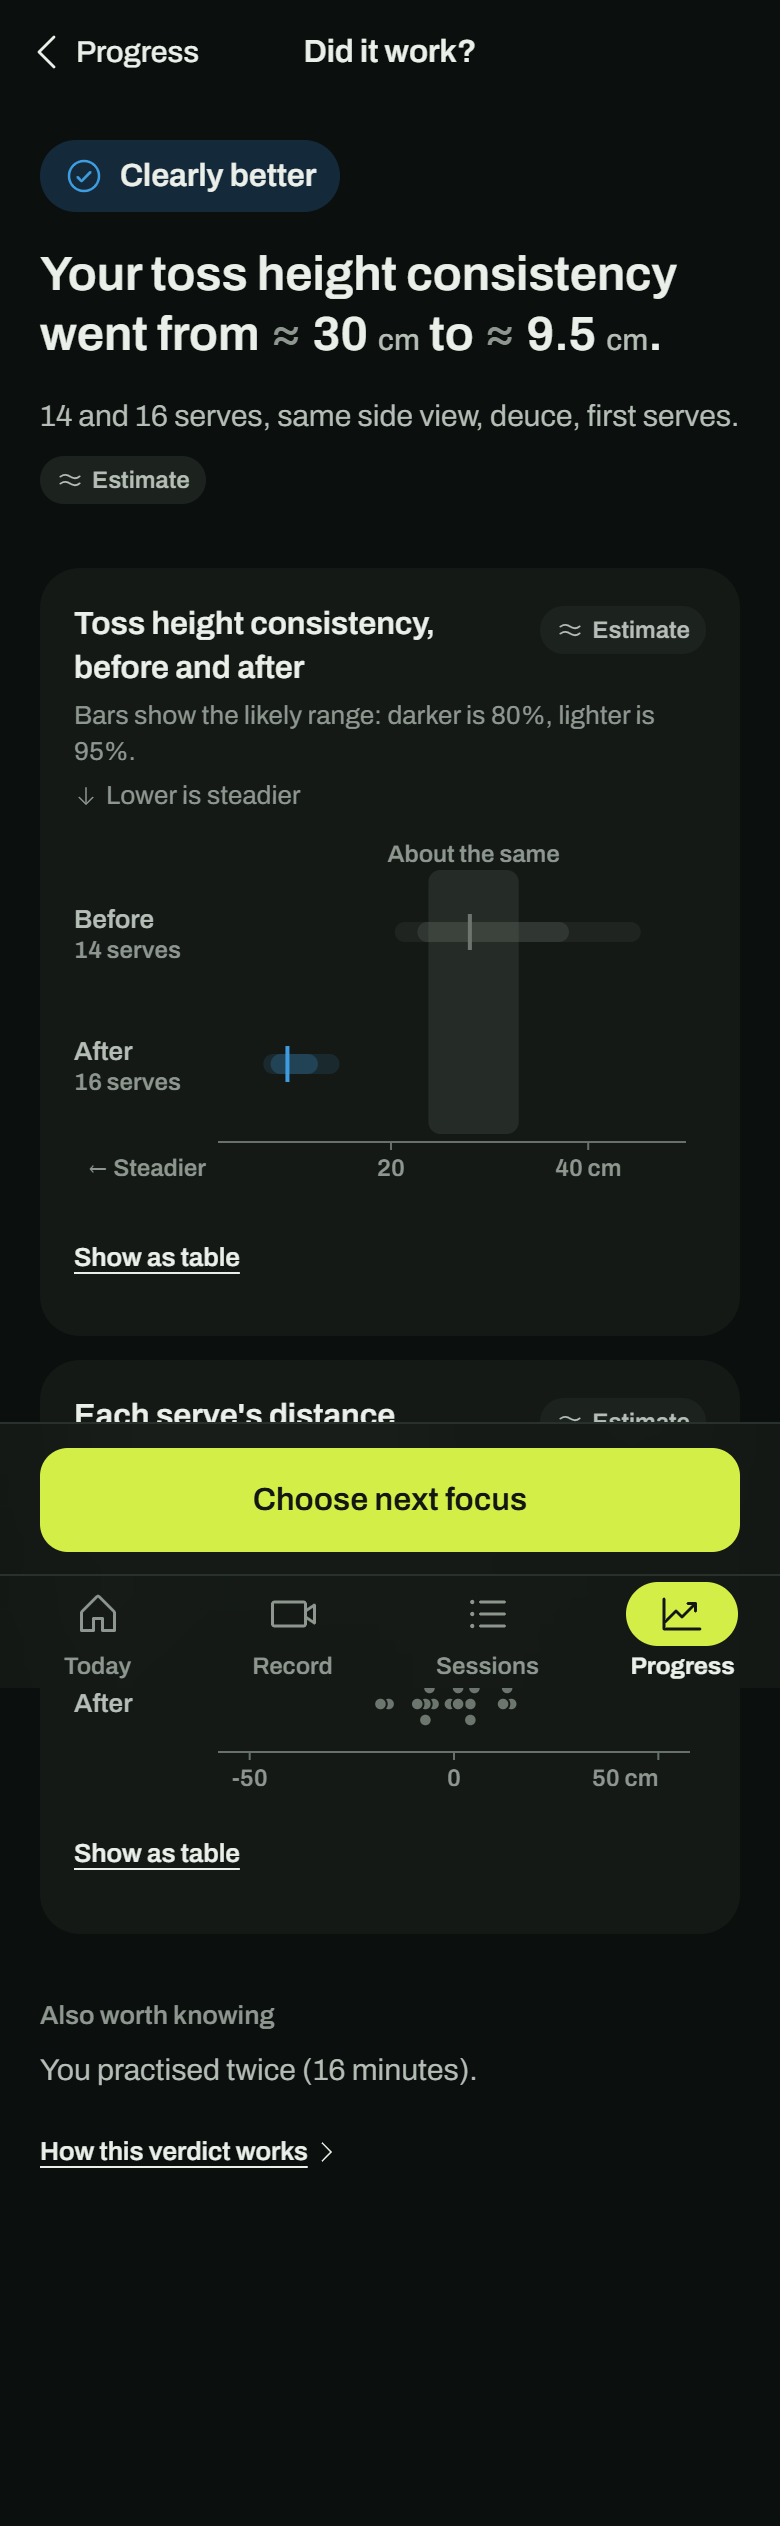 Progress
Did it work?
Clearly better
Your toss height consistency
went from ≈ 30 cm to ≈ 9.5 cm.
14 and 16 serves, same side view, deuce, first serves.
Estimate
Toss height consistency,
before and after
Estimate
Bars show the likely range: darker is 80%, lighter is
95%.
↓ Lower is steadier
About the same
Before
14 serves
After
16 serves
← Steadier
20
40 cm
Show as table
Each serve's distance
Estimate
Choose next focus
Today
Record
Sessions
Progress
After
-50
0
50 cm
Show as table
Also worth knowing
You practised twice (16 minutes).
How this verdict works